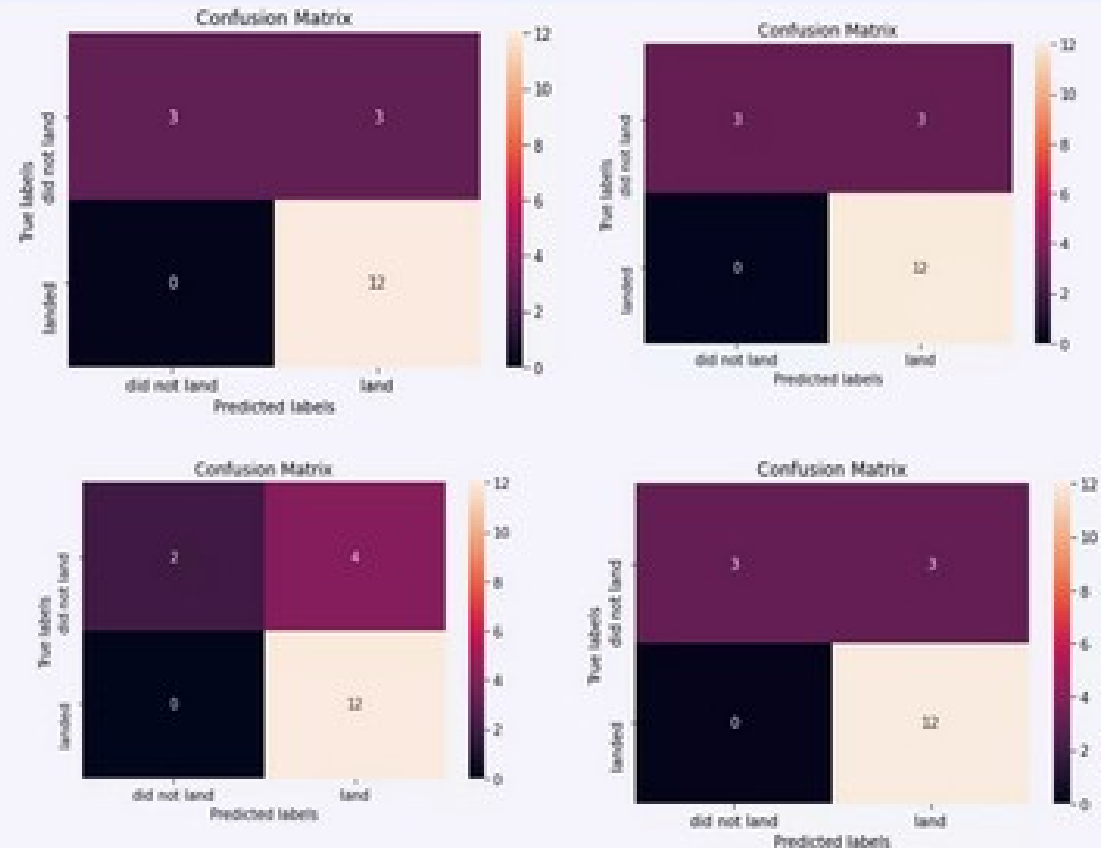 Confusion Matrix
12
10
8
6
4
2
0
3 3
0 12
True labels
did not land
landed
did not land land
Predicted labels
Confusion Matrix
12
10
8
6
4
2
0
3 3
0 12
True labels
did not land
landed
did not land land
Predicted labels
Confusion Matrix
12
10
8
6
4
2
0
2 4
0 12
True labels
did not land
landed
did not land land
Predicted labels
Confusion Matrix
12
10
8
6
4
2
0
3 3
0 12
True labels
did not land
landed
did not land land
Predicted labels